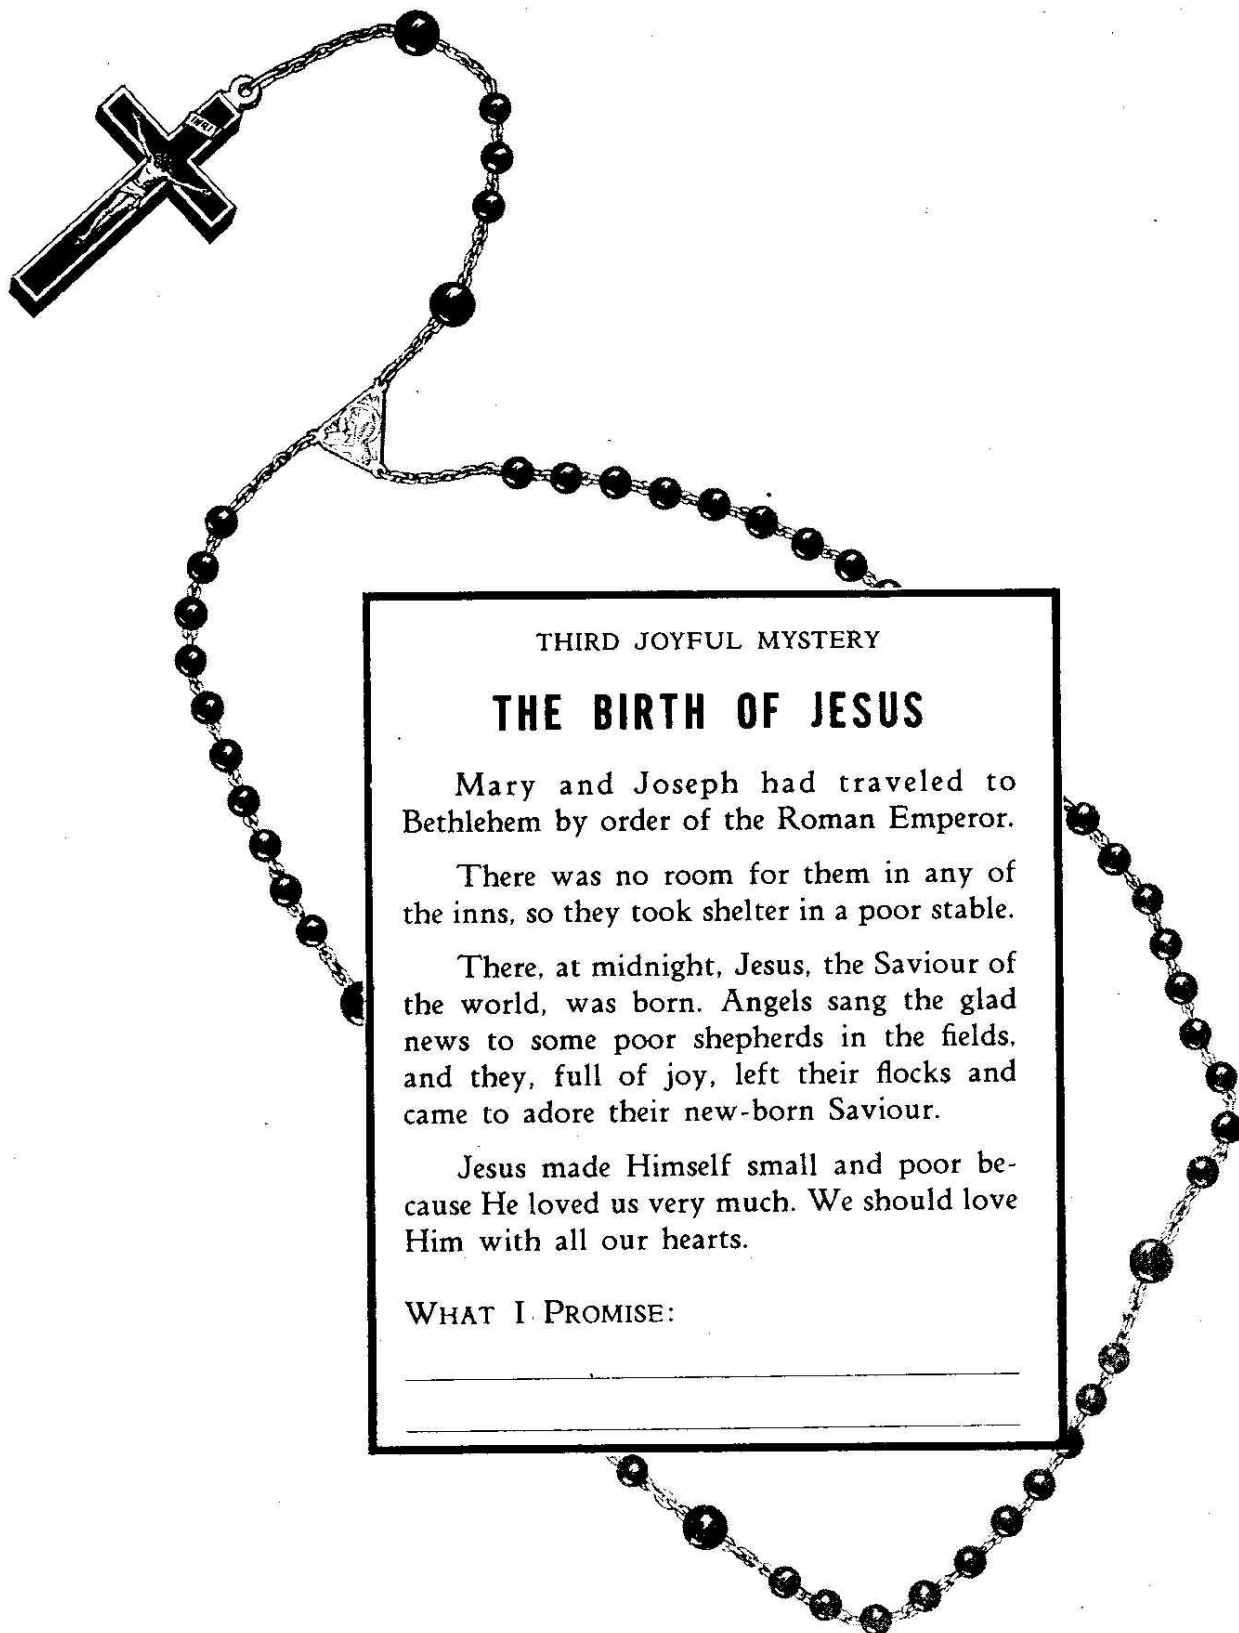 INRI
THIRD JOYFUL MYSTERY
THE BIRTH OF JESUS
Mary and Joseph had traveled to
Bethlehem by order of the Roman Emperor.
There was no room for them in any of
the inns, so they took shelter in a poor stable.
There, at midnight, Jesus, the Saviour of
the world, was born. Angels sang the glad
news to some poor shepherds in the fields,
and they, full of joy, left their flocks and
came to adore their new-born Saviour.
Jesus made Himself small and poor be-
cause He loved us very much. We should love
Him with all our hearts.
WHAT I PROMISE: